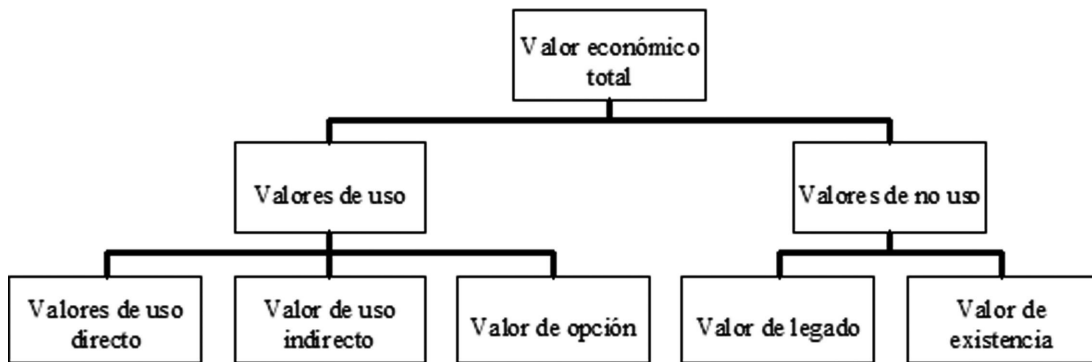 Valor económico
total
Valores de uso
Valores de no uso
Valores de uso
directo
Valor de uso
indirecto
Valor de opción
Valor de legado
Valor de
existencia